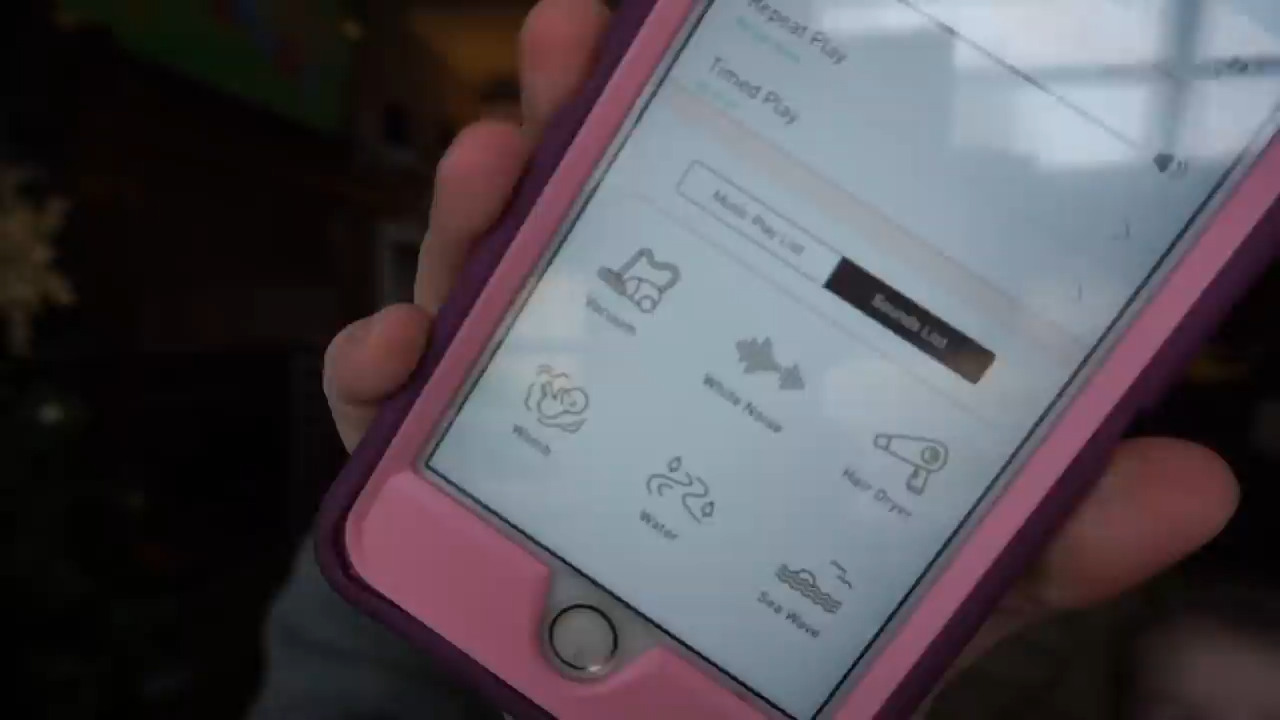 Repeat Play
Timed Play
Music Play List
Sounds List
Vacuum
White Noise
Hair Dryer
Womb
Water
Sea Wave